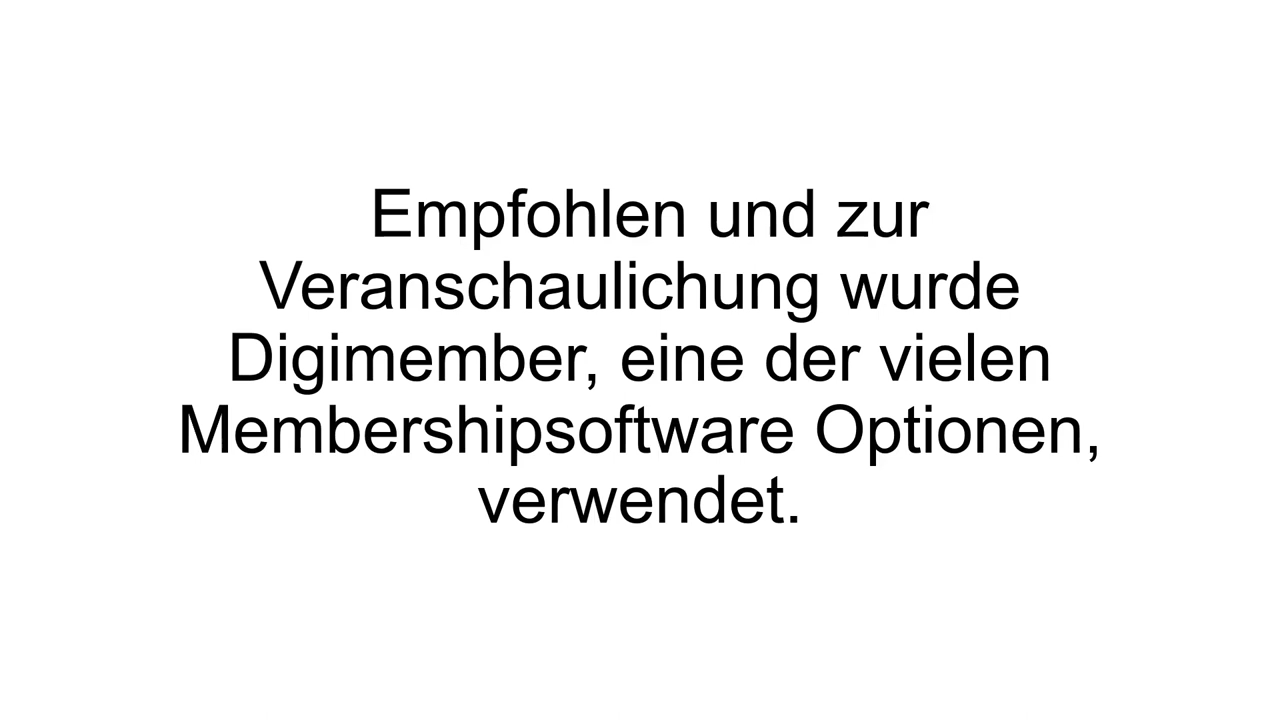 Empfohlen und zur
Veranschaulichung wurde
Digimember, eine der vielen
Membershipsoftware Optionen,
verwendet.